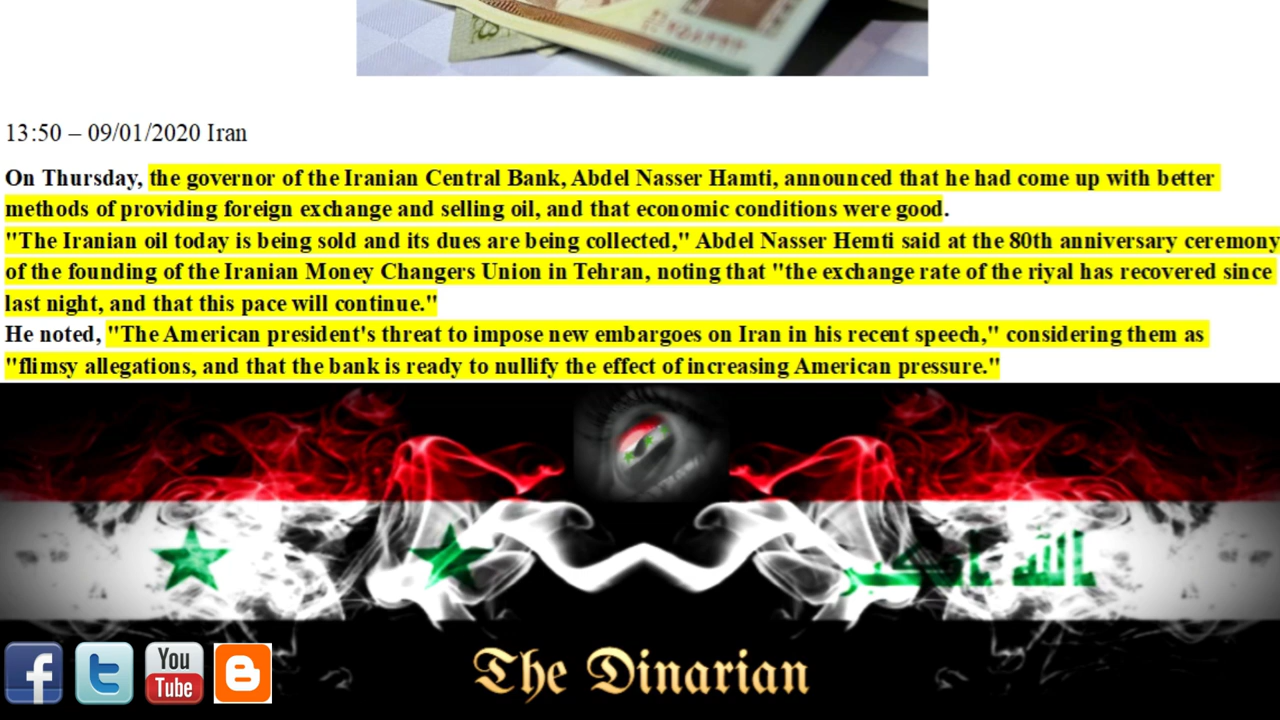 13:50 – 09/01/2020 Iran
On Thursday, the governor of the Iranian Central Bank, Abdel Nasser Hamti, announced that he had come up with better
methods of providing foreign exchange and selling oil, and that economic conditions were good.
"The Iranian oil today is being sold and its dues are being collected," Abdel Nasser Hemti said at the 80th anniversary ceremony
of the founding of the Iranian Money Changers Union in Tehran, noting that "the exchange rate of the riyal has recovered since
last night, and that this pace will continue."
He noted, "The American president's threat to impose new embargoes on Iran in his recent speech," considering them as
"flimsy allegations, and that the bank is ready to nullify the effect of increasing American pressure."
الله اكبر
You
Tube
The Dinarian